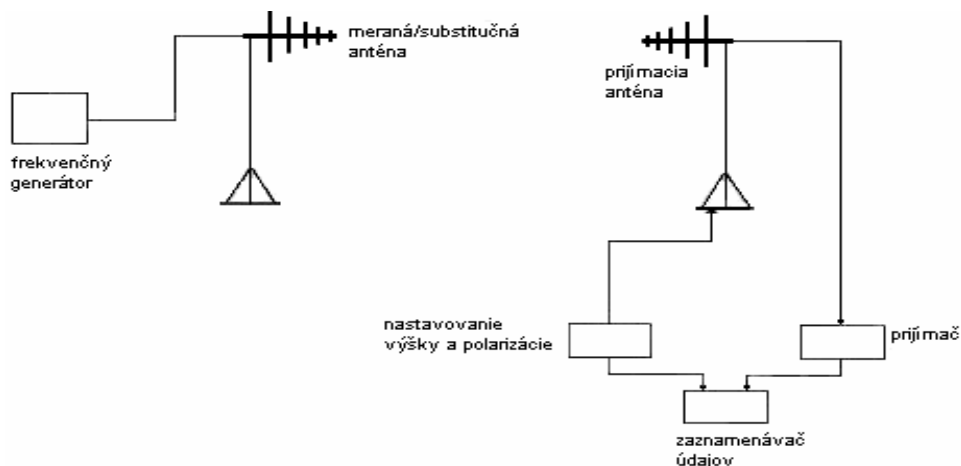 meraná/substitučná
anténa
prijímacia
anténa
frekvenčný
generátor
nastavovanie
výšky a polarizácie
prijímač
zaznamenávač
údajov